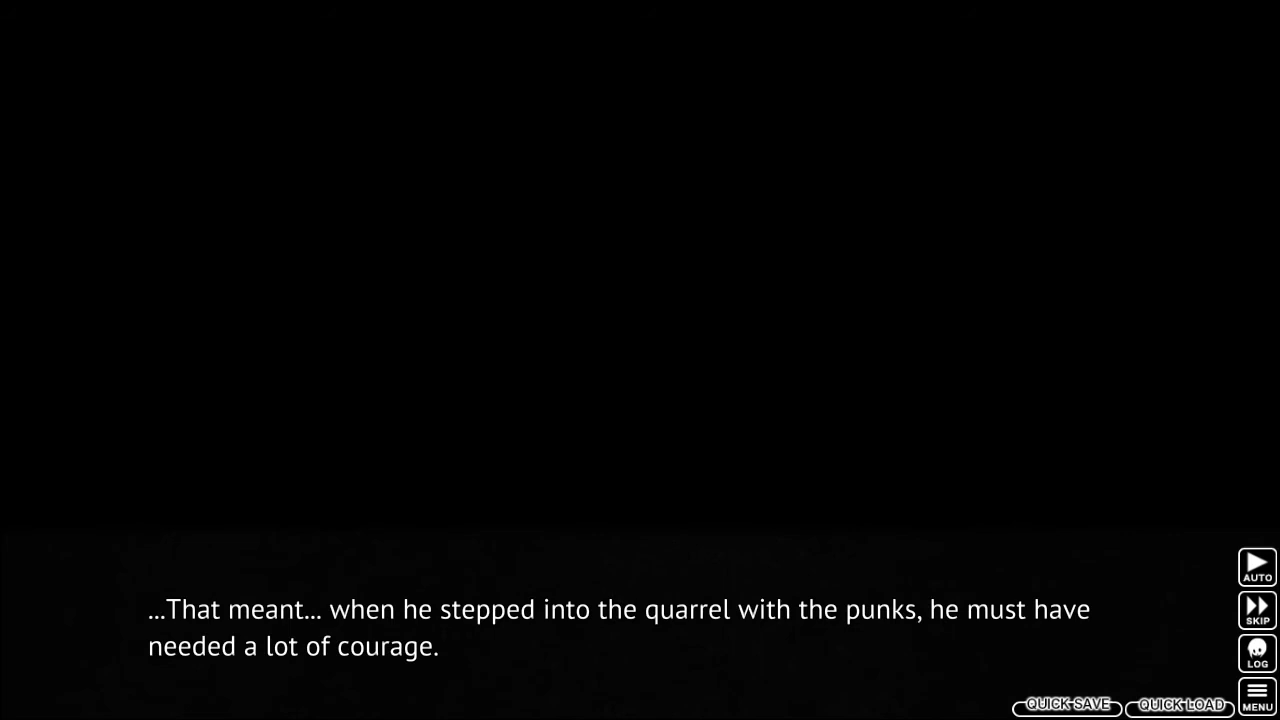 ...That meant... when he stepped into the quarrel with the punks, he must have
needed a lot of courage.
AUTO
SKIP
LOG
MENU
QUICK SAVE QUICK LOAD